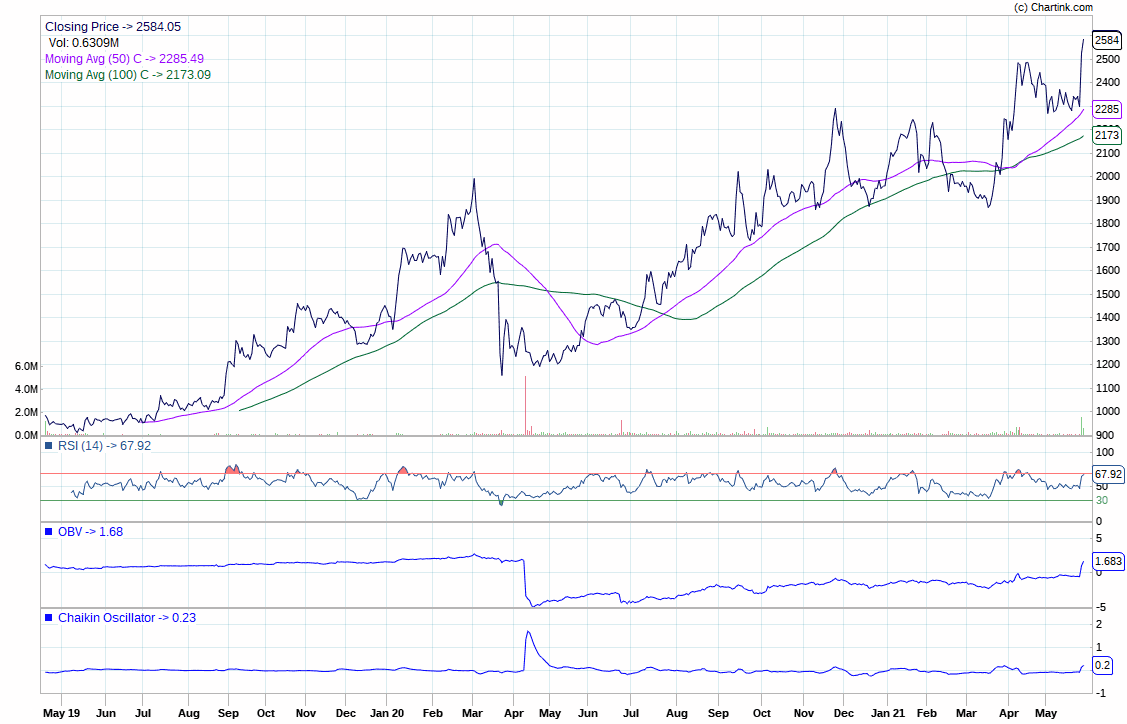 (c) Chartink.com
Closing Price -> 2584.05
Vol: 0.6309M
Moving Avg (50) C -> 2285.49
Moving Avg (100) C -> 2173.09
2584
2500
2400
2285
2173
2100
2000
1900
1800
1700
1600
1500
1400
1300
1200
1100
1000
900
6.0M
4.0M
2.0M
0.0M
RSI (14) -> 67.92
100
67.92
50
30
0
OBV -> 1.68
5
1.683
0
-5
Chaikin Oscillator -> 0.23
2
1
0.2
-1
May 19 Jun Jul Aug Sep Oct Nov Dec Jan 20 Feb Mar Apr May Jun Jul Aug Sep Oct Nov Dec Jan 21 Feb Mar Apr May